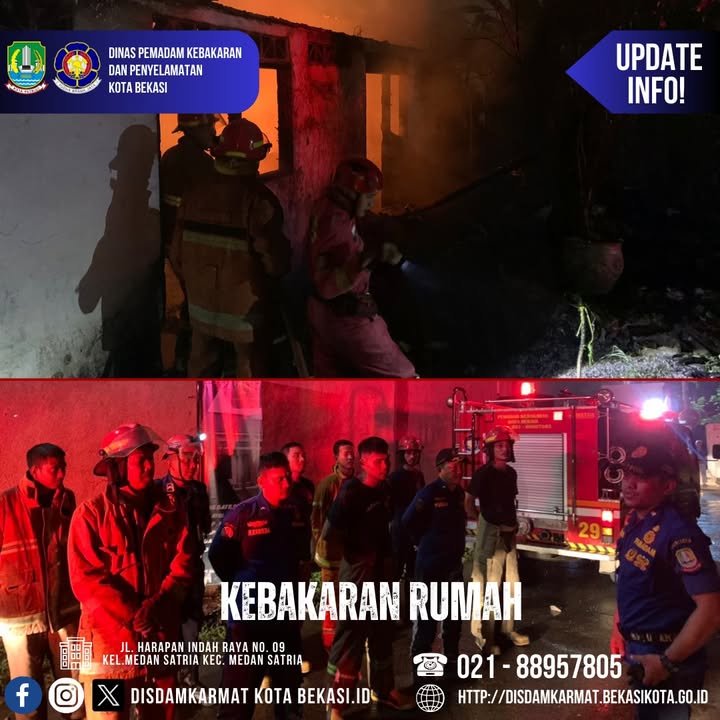 DINAS PEMADAM KEBAKARAN
DAN PENYELAMATAN
KOTA BEKASI
UPDATE
INFO!
29
KEBAKARAN RUMAH
JL. HARAPAN INDAH RAYA NO. 09
KEL.MEDAN SATRIA KEC. MEDAN SATRIA
021 - 88957805
DISDAMKARMAT KOTA BEKASI.ID
HTTP://DISDAMKARMAT.BEKASIKOTA.GO.ID